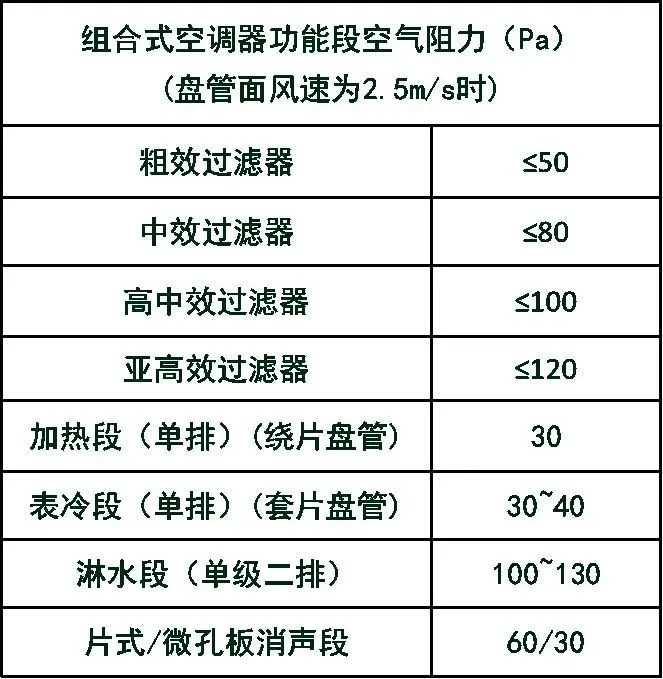 组合式空调器功能段空气阻力（Pa）
(盘管面风速为2.5m/s时)
粗效过滤器 ≤50
中效过滤器 ≤80
高中效过滤器 ≤100
亚高效过滤器 ≤120
加热段（单排）(绕片盘管) 30
表冷段（单排）(套片盘管) 30~40
淋水段（单级二排） 100~130
片式/微孔板消声段 60/30